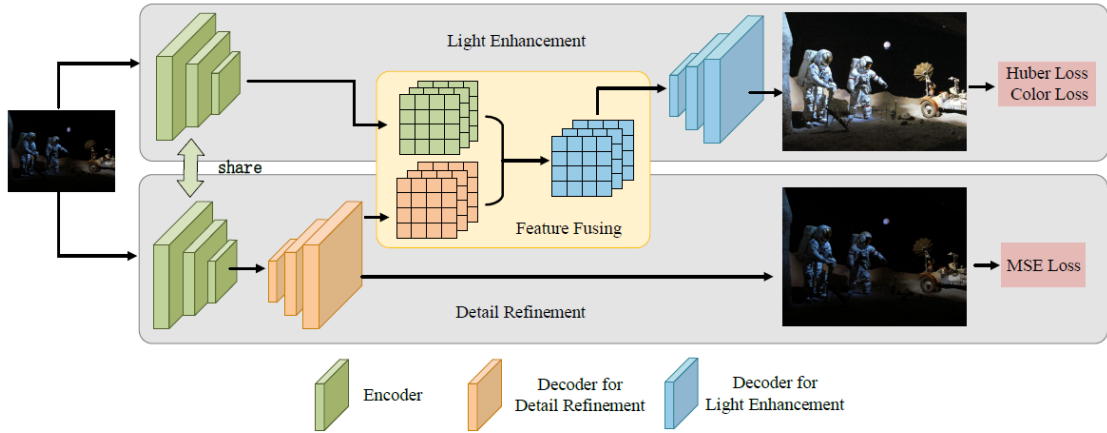 Light Enhancement
Huber Loss
Color Loss
share
Feature Fusing
MSE Loss
Detail Refinement
Encoder
Decoder for
Detail Refinement
Decoder for
Light Enhancement